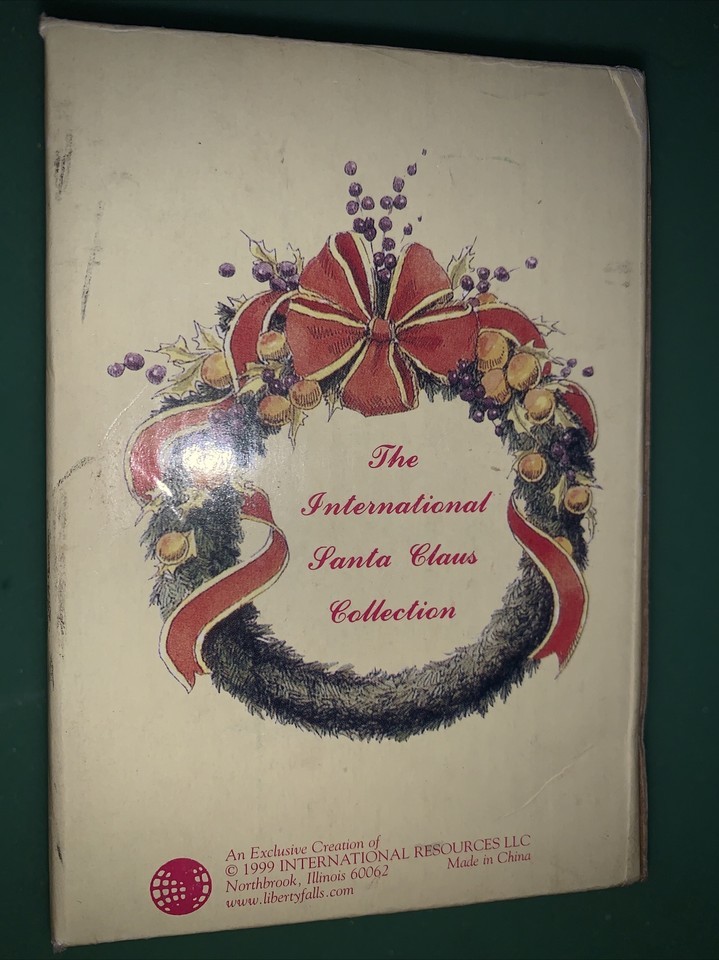 The
International
Santa Claus
Collection
An Exclusive Creation of
© 1999 INTERNATIONAL RESOURCES LLC
Northbrook, Illinois 60062 Made in China
www.libertyfalls.com